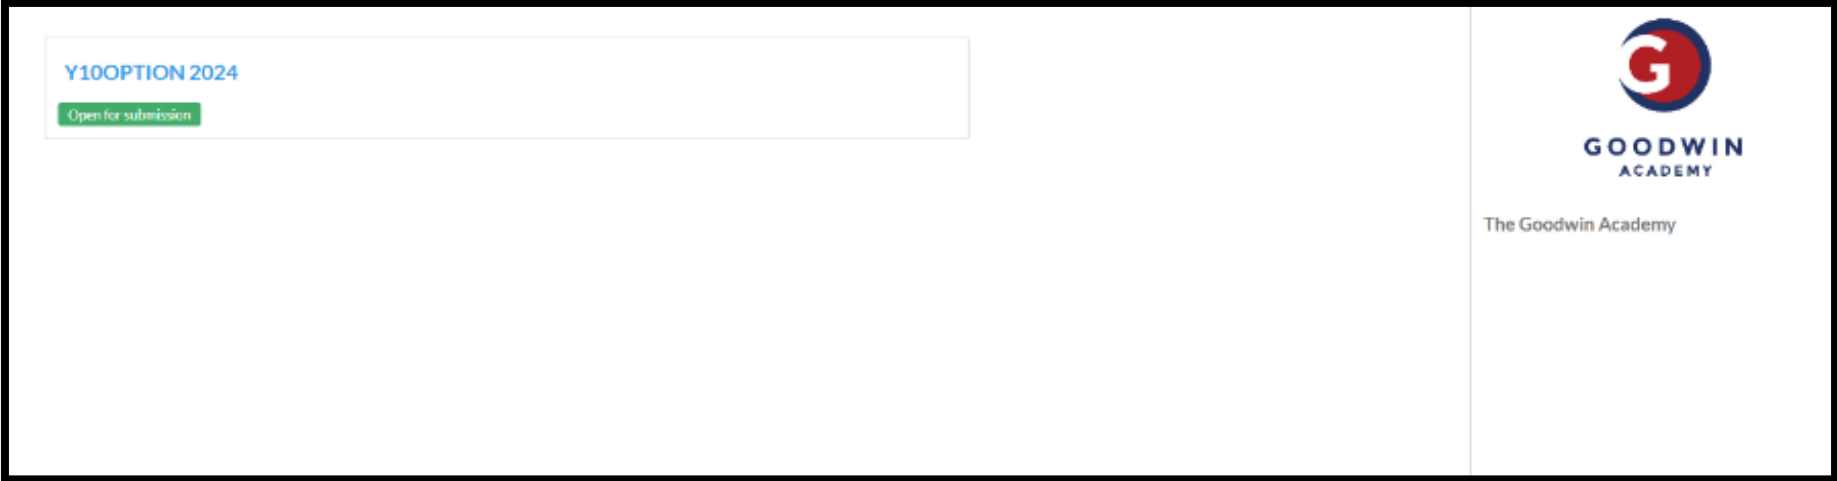 Y10OPTION 2024
Open for submission
G
GOODWIN
ACADEMY
The Goodwin Academy